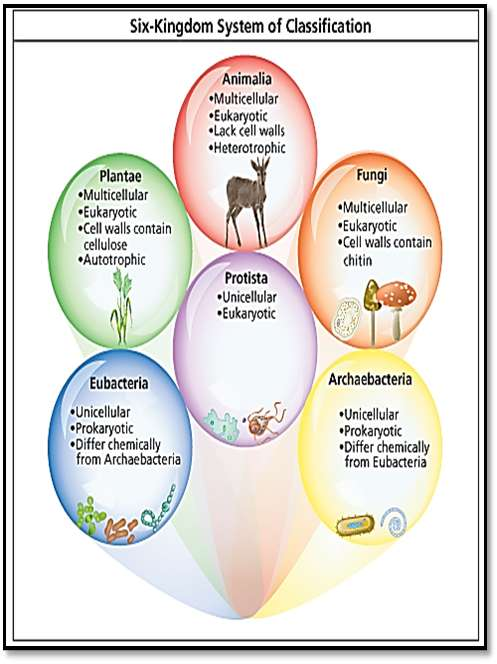 Six-Kingdom System of Classification
Animalia
•Multicellular
•Eukaryotic
•Lack cell walls
•Heterotrophic
Plantae
•Multicellular
•Eukaryotic
•Cell walls contain
cellulose
•Autotrophic
Fungi
•Multicellular
•Eukaryotic
•Cell walls contain
chitin
Protista
•Unicellular
•Eukaryotic
Eubacteria
•Unicellular
•Prokaryotic
•Differ chemically
from Archaebacteria
Archaebacteria
•Unicellular
•Prokaryotic
•Differ chemically
from Eubacteria